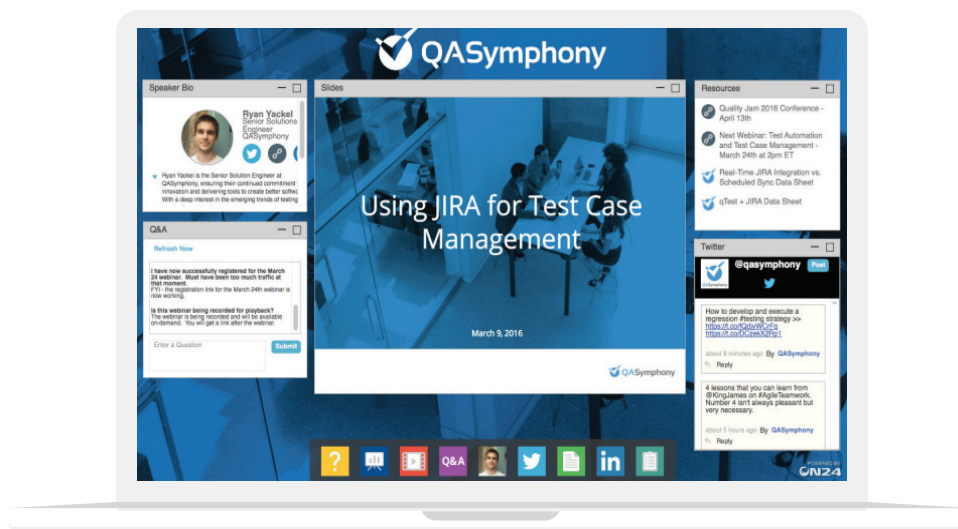 QASymphony
Speaker Bio
Ryan Yackel
Senior Solutions
Engineer
QASymphony
Ryan Yackel is the Senior Solution Engineer at
QASymphony, ensuring their continued commitment
innovation and delivering tools to create better softwa
With a deep interest in the emerging trends of testing
Q&A
Refresh Now
I have now successfully registered for the March
24 webinar. Must have been too much traffic at
that moment.
FYI - the registration link for the March 24th webinar is
now working.
Is this webinar being recorded for playback?
The webinar is being recorded and will be available
on-demand. You will get a link after the webinar.
Enter a Question
Submit
Slides
Using JIRA for Test Case
Management
March 9, 2016
QASymphony
Resources
Quality Jam 2016 Conference -
April 13th
Next Webinar: Test Automation
and Test Case Management -
March 24th at 2pm ET
Real-Time JIRA Integration vs.
Scheduled Sync Data Sheet
qTest + JIRA Data Sheet
Twitter
@qasymphony
Post
QASymphony
How to develop and execute a
regression #testing strategy >>
about 9 minutes ago By QASymphony
Reply
4 lessons that you can learn from
@KingJames on #AgileTeamwork.
Number 4 isn't always pleasant but
very necessary.
about 5 hours ago By QASymphony
Reply
?
Q&A
in
POWERED BY
ON24